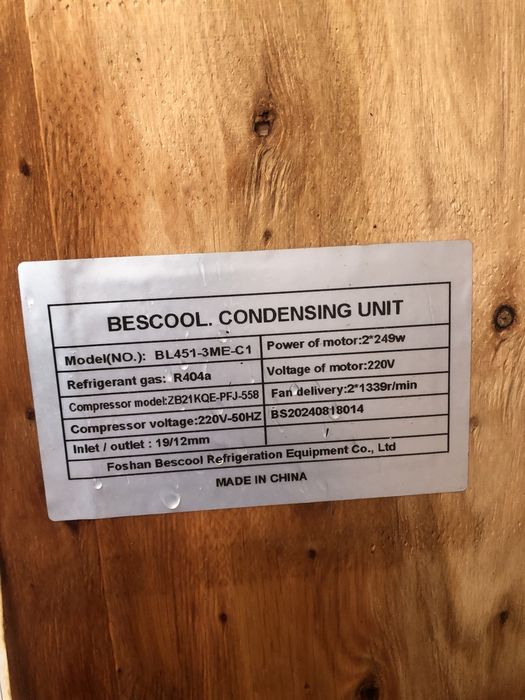 BESCOOL. CONDENSING UNIT
Model(NO.): BL451-3ME-C1
Power of motor:2*249w
Refrigerant gas: R404a
Voltage of motor:220V
Compressor model:ZB21KQE-PFJ-558
Fan delivery:2*1339r/min
Compressor voltage:220V-50HZ
BS20240818014
Inlet / outlet : 19/12mm
Foshan Bescool Refrigeration Equipment Co., Ltd
MADE IN CHINA